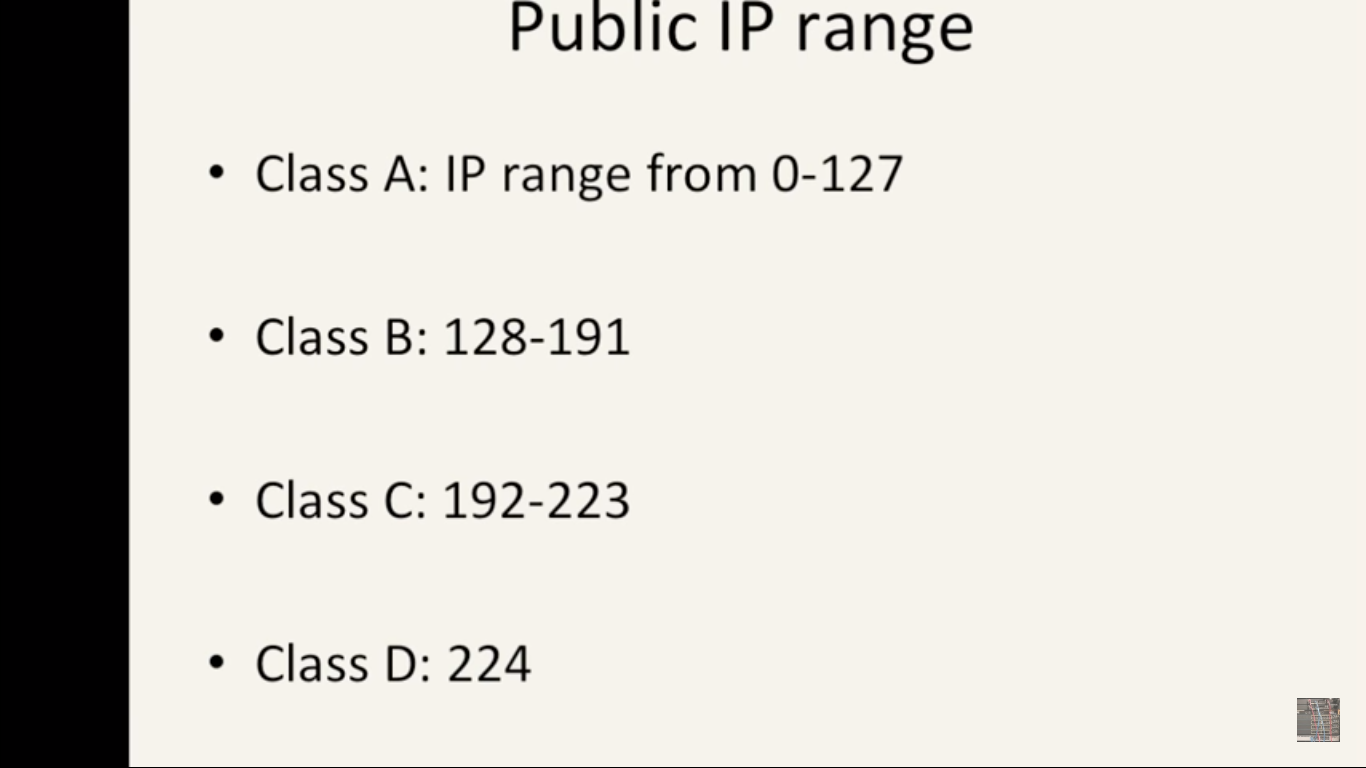 Public IP range
• Class A: IP range from 0-127
• Class B: 128-191
• Class C: 192-223
• Class D: 224